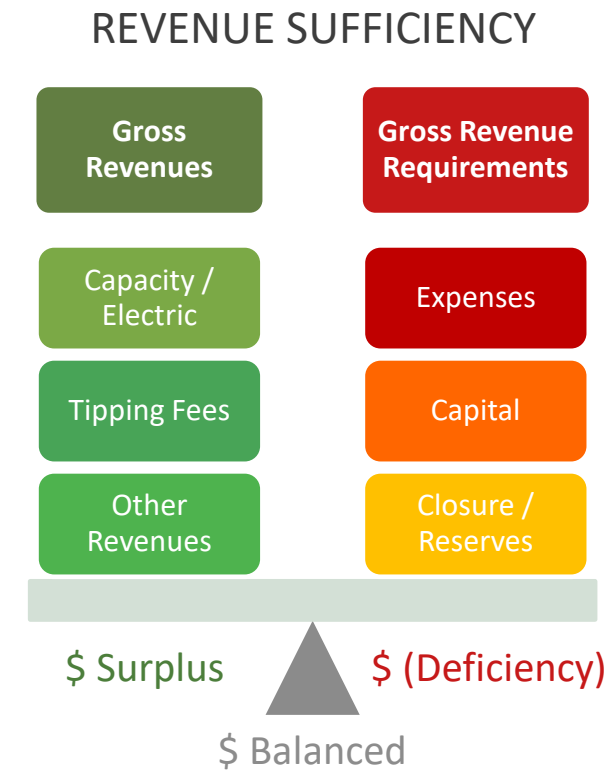 REVENUE SUFFICIENCY
Gross
Revenues
Gross Revenue
Requirements
Capacity /
Electric
Expenses
Tipping Fees
Capital
Other
Revenues
Closure /
Reserves
$ Surplus
$ (Deficiency)
$ Balanced